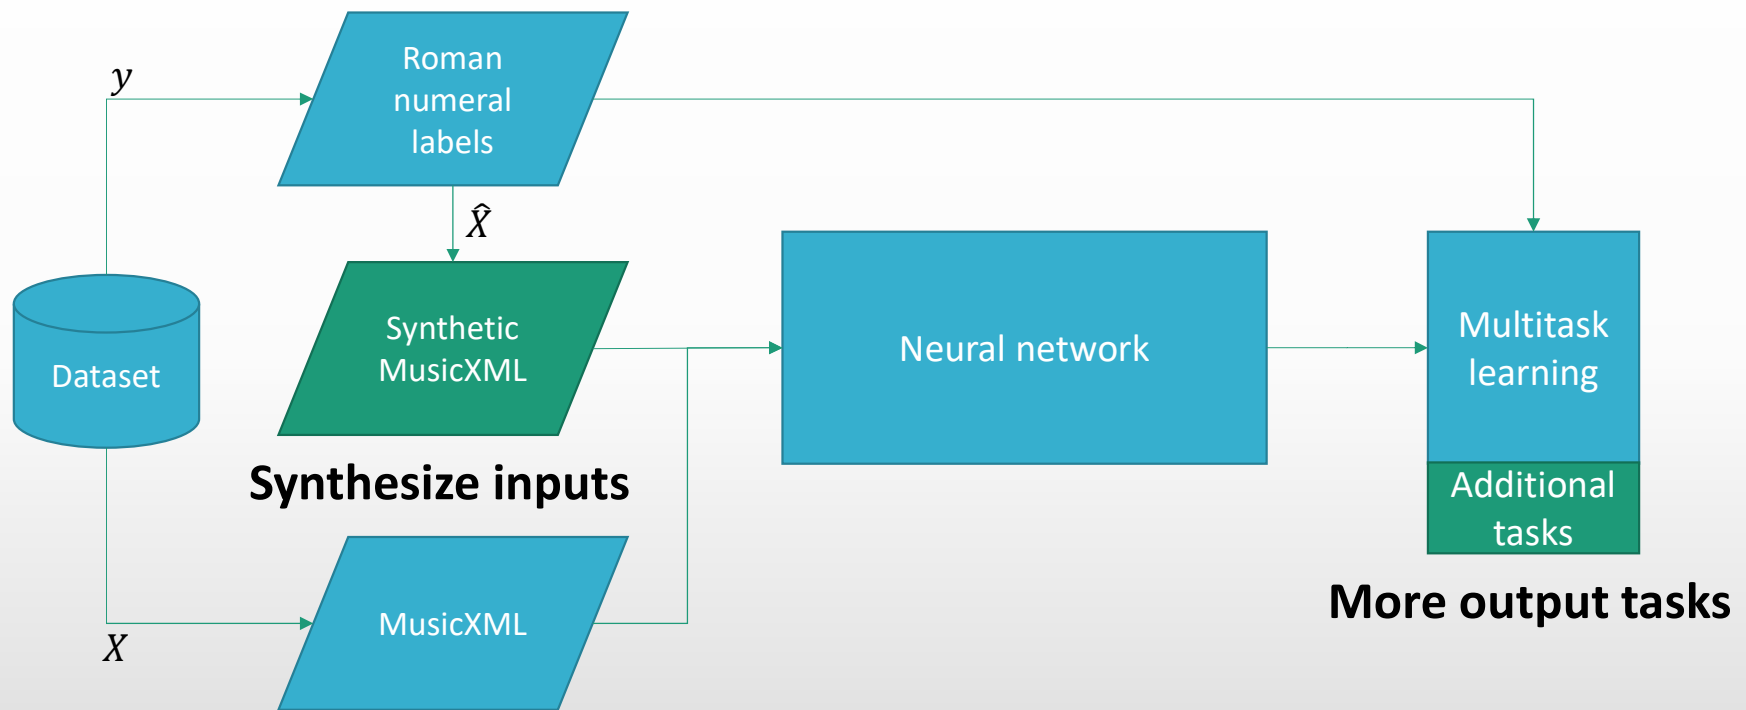 y
Roman
numeral
labels
X̂
Synthetic
MusicXML
Dataset
Neural network
Multitask
learning
Synthesize inputs
Additional
tasks
More output tasks
MusicXML
X